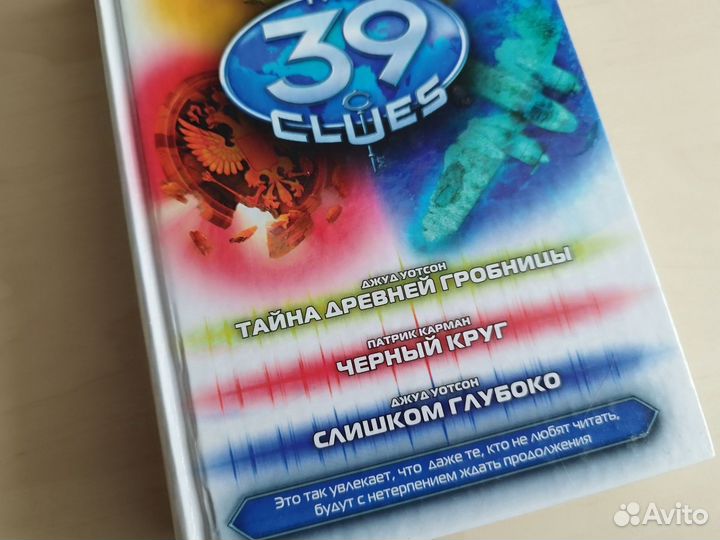 39
CLUES
ДЖУД УОТСОН
ТАЙНА ДРЕВНЕЙ ГРОБНИЦЫ
ПАТРИК КАРМАН
ЧЕРНЫЙ КРУГ
ДЖУД УОТСОН
СЛИШКОМ ГЛУБОКО
Это так увлекает, что даже те, кто не любят читать,
будут с нетерпением ждать продолжения
Avito